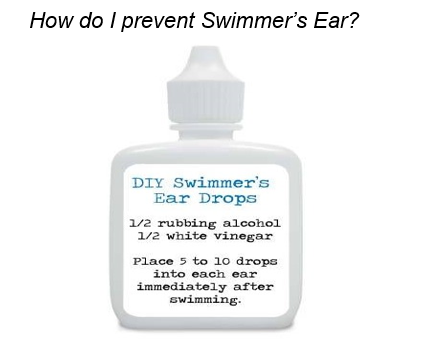 How do I prevent Swimmer's Ear?
DIY Swimmer's
Ear Drops
1/2 rubbing alcohol
1/2 white vinegar
Place 5 to 10 drops
into each ear
immediately after
swimming.